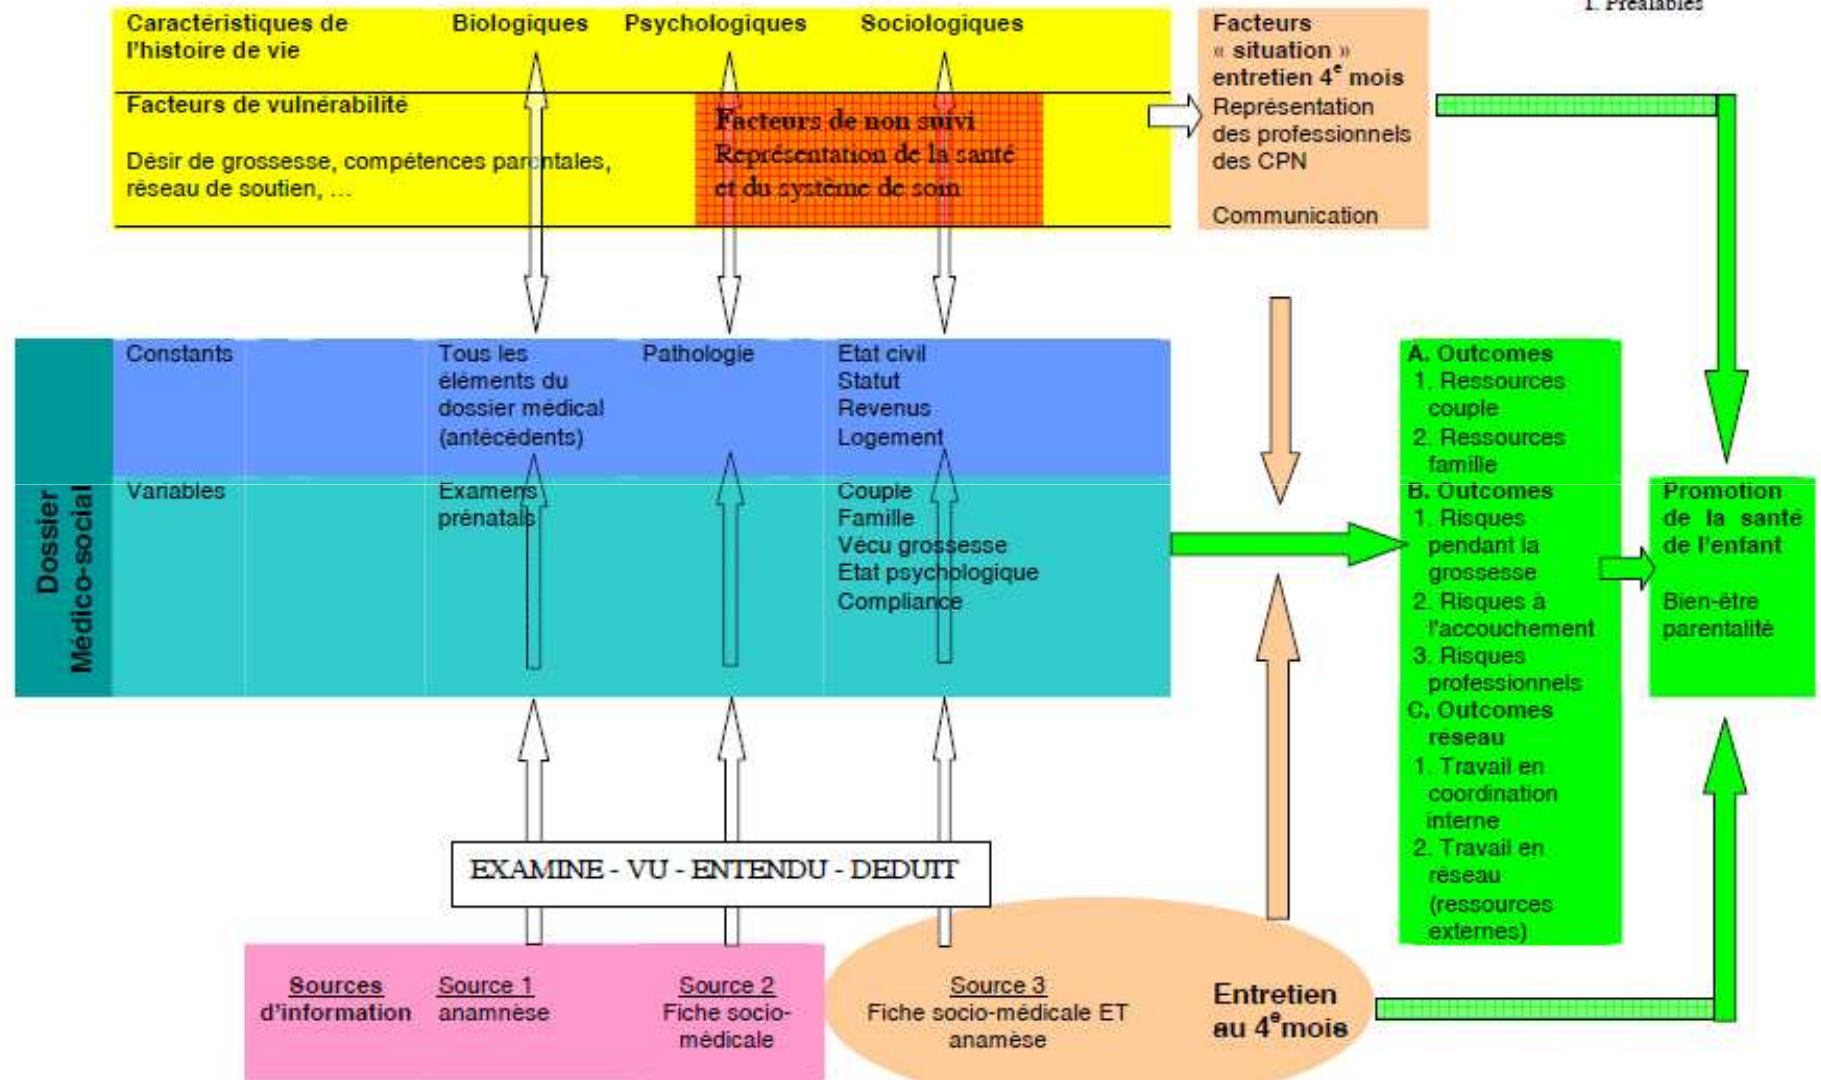 1. Préalables
Caractéristiques de
l'histoire de vie
Biologiques
Psychologiques
Sociologiques
Facteurs de vulnérabilité
Désir de grossesse, compétences parentales,
réseau de soutien, …
Facteurs de non suivi
Représentation de la santé
et du système de soin
Facteurs
« situation »
entretien 4e mois
Représentation
des professionnels
des CPN
Communication
Dossier
Médico-social
Constants
Tous les
éléments du
dossier médical
(antécédents)
Pathologie
Etat civil
Statut
Revenus
Logement
Variables
Examens
prénatals
Couple
Famille
Vécu grossesse
Etat psychologique
Compliance
A. Outcomes
1. Ressources
couple
2. Ressources
famille
B. Outcomes
1. Risques
pendant la
grossesse
2. Risques à
l'accouchement
3. Risques
professionnels
C. Outcomes
réseau
1. Travail en
coordination
interne
2. Travail en
réseau
(ressources
externes)
Promotion
de la santé
de l'enfant
Bien-être
parentalité
EXAMINE - VU - ENTENDU - DEDUIT
Sources
d'information
Source 1
anamnèse
Source 2
Fiche socio-
médicale
Source 3
Fiche socio-médicale ET
anamèse
Entretien
au 4e mois